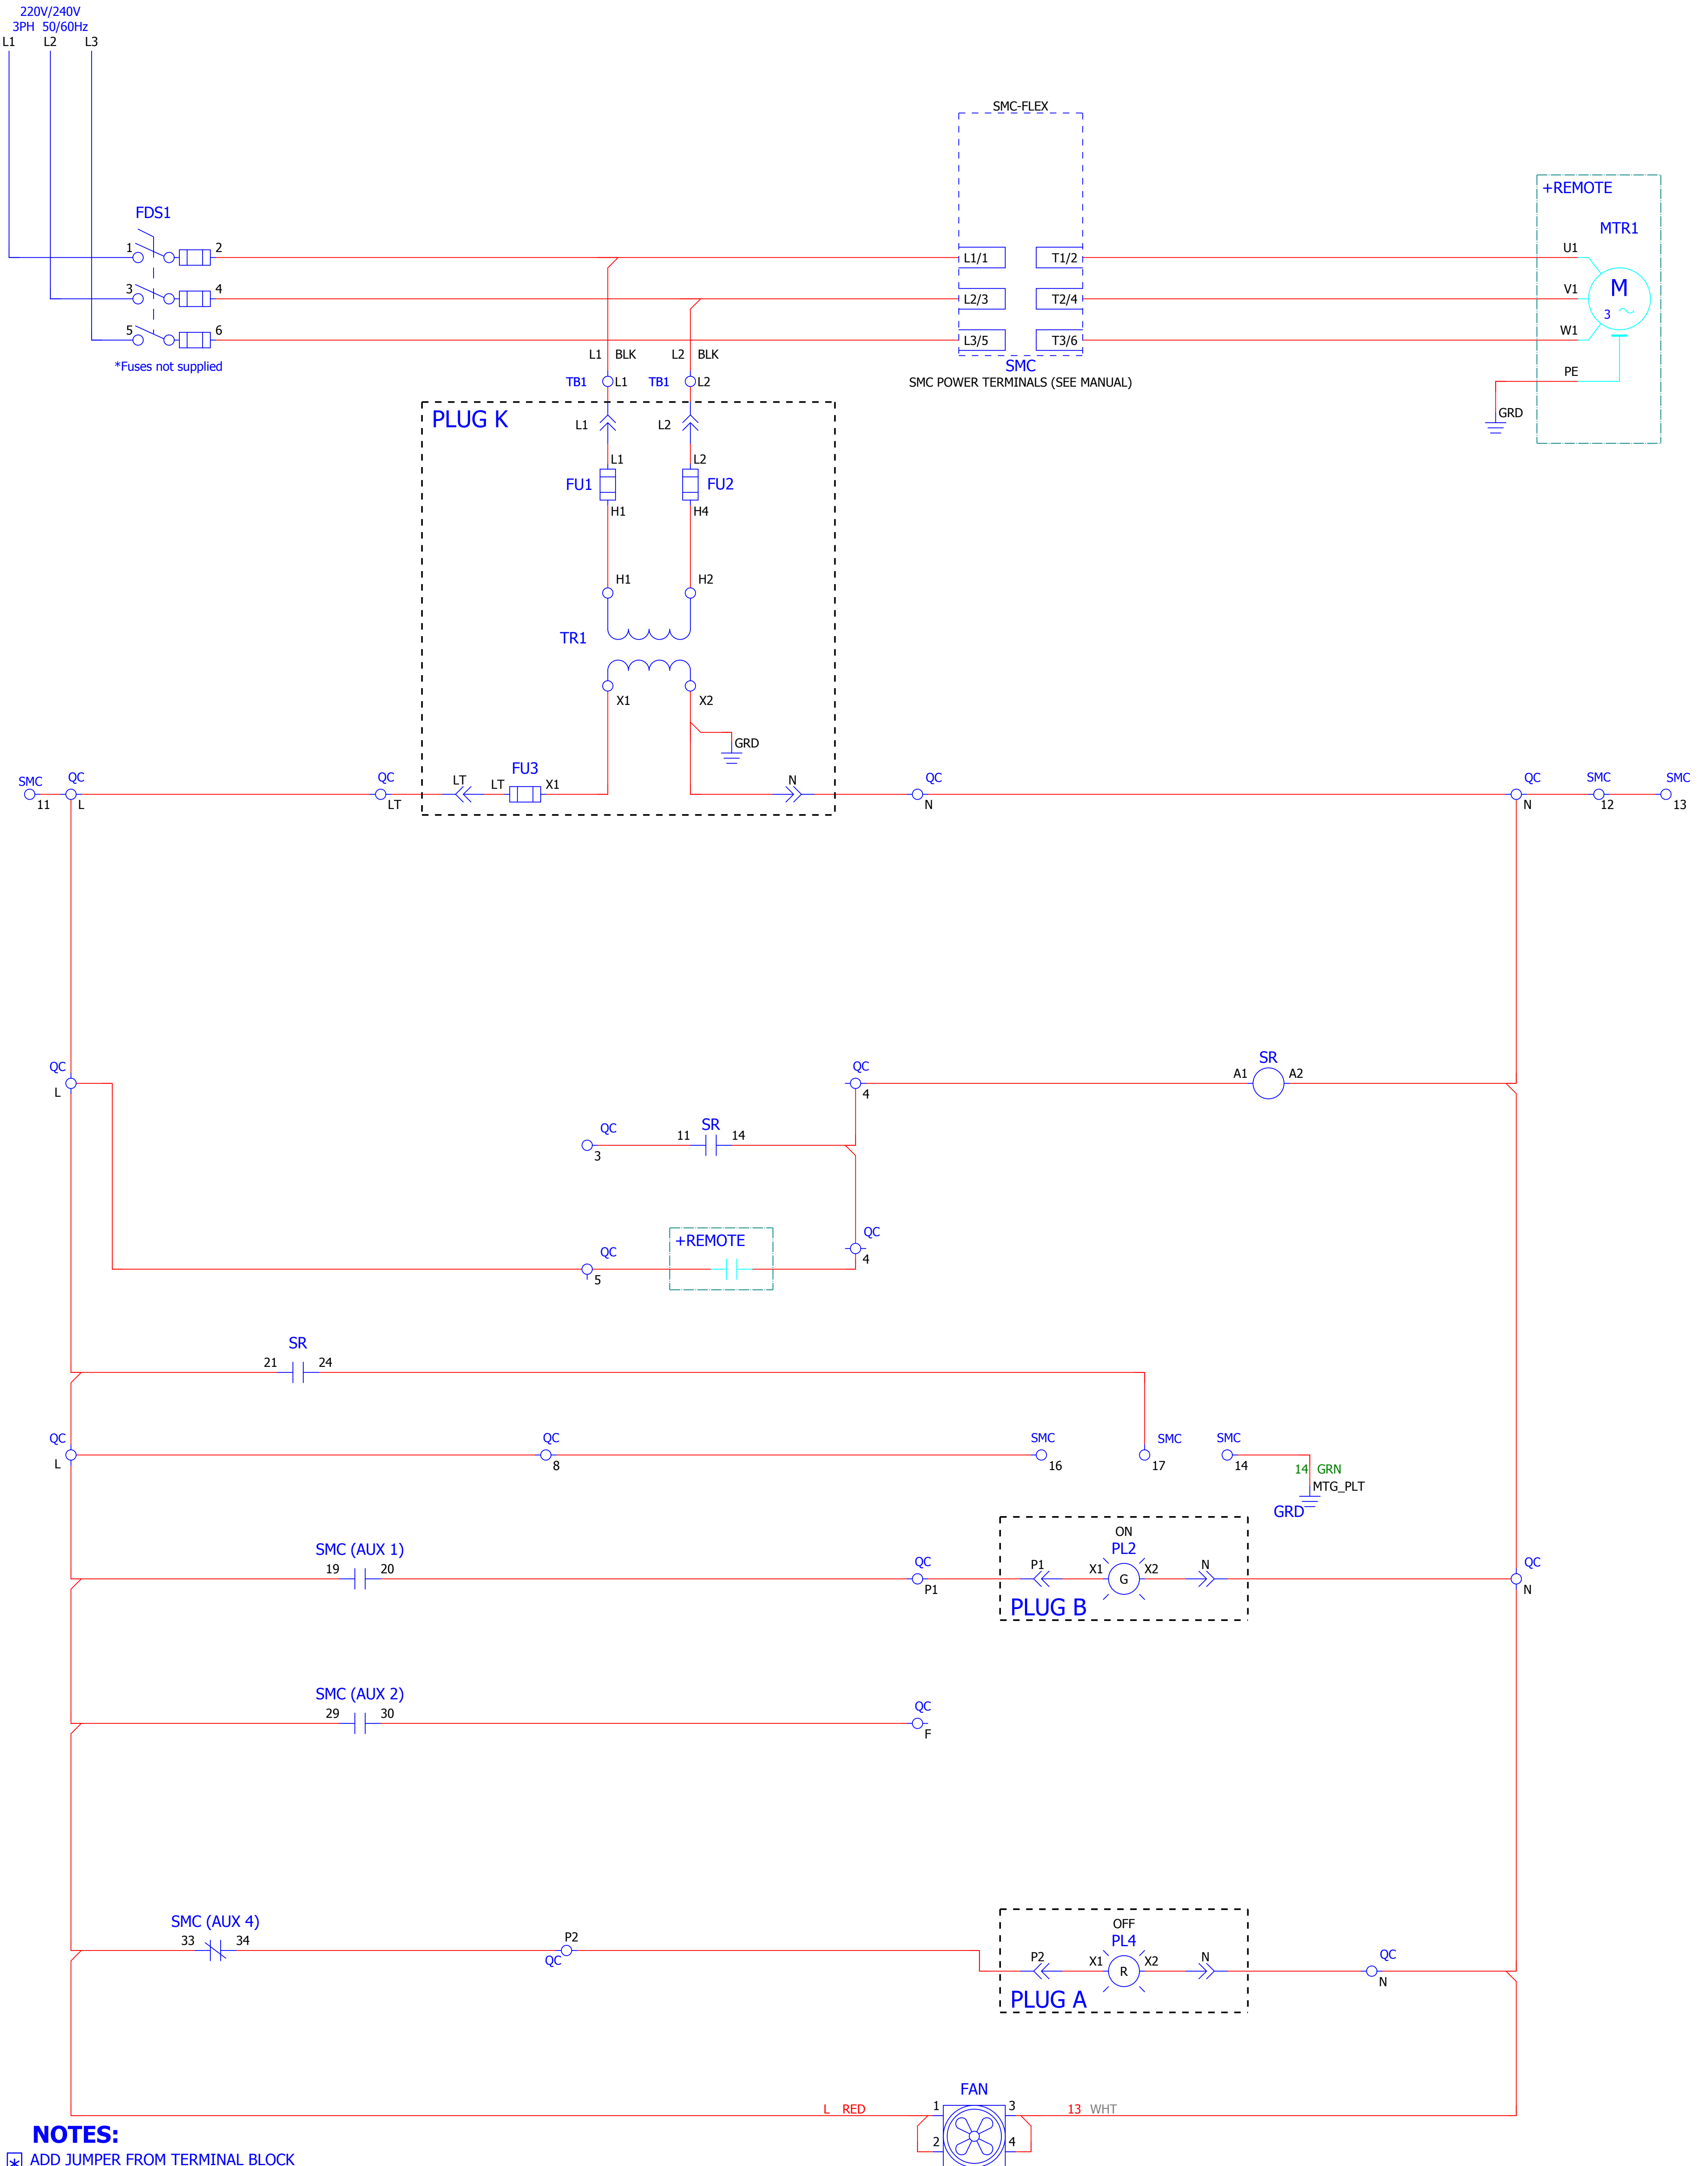 220V/240V
3PH 50/60Hz
L1 L2 L3
SMC-FLEX
+REMOTE
MTR1
FDS1
1 2
L1/1 T1/2
U1
3 4
L2/3 T2/4
V1
M
3
5 6
L3/5 T3/6
W1
*Fuses not supplied
L1 BLK L2 BLK
SMC
SMC POWER TERMINALS (SEE MANUAL)
PE
GRD
TB1 L1 TB1 L2
PLUG K
L1 L2
L1 L2
FU1 FU2
H1 H4
H1 H2
TR1
X1 X2
GRD
SMC QC QC LT LT FU3 X1 N QC QC SMC SMC
11 L LT N N 12 13
QC QC SR
L 4 A1 A2
QC 11 SR 14
3
+REMOTE
QC QC
5 4
SR
21 24
QC QC SMC SMC SMC
L 8 16 17 14
14 GRN
MTG_PLT
GRD
ON
SMC (AUX 1)
19 20
QC P1 X1 PL2 X2 N QC
P1 G N
PLUG B
SMC (AUX 2)
29 30
QC
F
OFF
SMC (AUX 4)
33 34
P2
QC
P2 X1 PL4 X2 N QC
R N
PLUG A
FAN
L RED 1 3 13 WHT
2 4
NOTES:
* ADD JUMPER FROM TERMINAL BLOCK